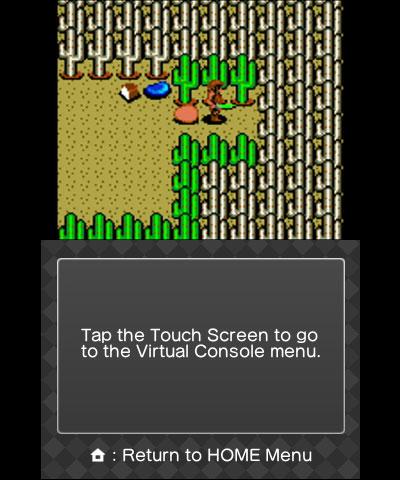 Tap the Touch Screen to go
to the Virtual Console menu.
: Return to HOME Menu